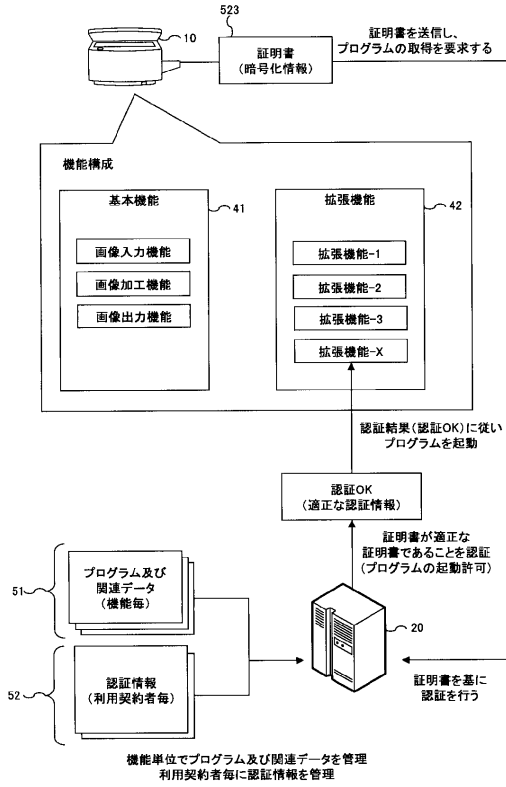 10
523
証明書
(暗号化情報)
証明書を送信し、
プログラムの取得を要求する
機能構成
基本機能
41
画像入力機能
画像加工機能
画像出力機能
拡張機能
42
拡張機能-1
拡張機能-2
拡張機能-3
拡張機能-X
認証結果(認証OK)に従い
プログラムを起動
認証OK
(適正な認証情報)
証明書が適正な
証明書であることを認証
(プログラムの起動許可)
51
プログラム及び
関連データ
(機能毎)
20
52
認証情報
(利用契約者毎)
証明書を基に
認証を行う
機能単位でプログラム及び関連データを管理
利用契約者毎に認証情報を管理